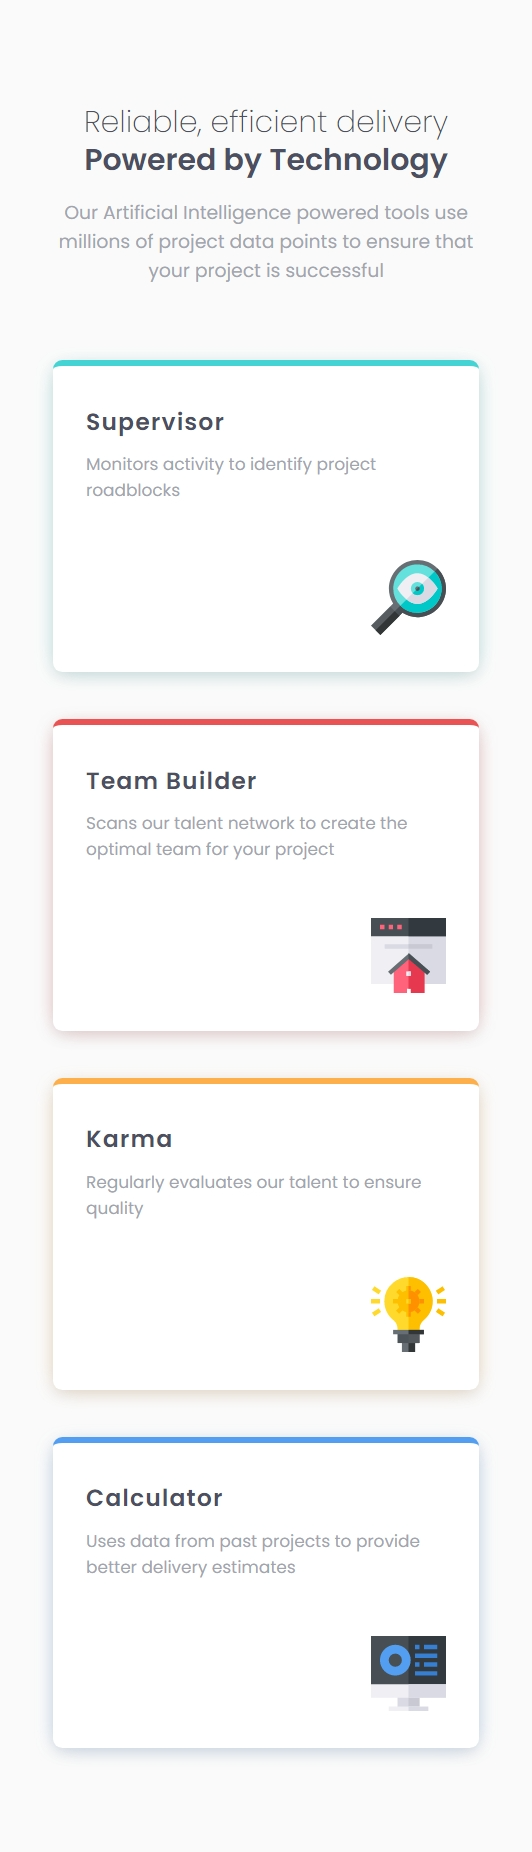 Reliable, efficient delivery
Powered by Technology
Our Artificial Intelligence powered tools use
millions of project data points to ensure that
your project is successful
Supervisor
Monitors activity to identify project
roadblocks
Team Builder
Scans our talent network to create the
optimal team for your project
Karma
Regularly evaluates our talent to ensure
quality
Calculator
Uses data from past projects to provide
better delivery estimates